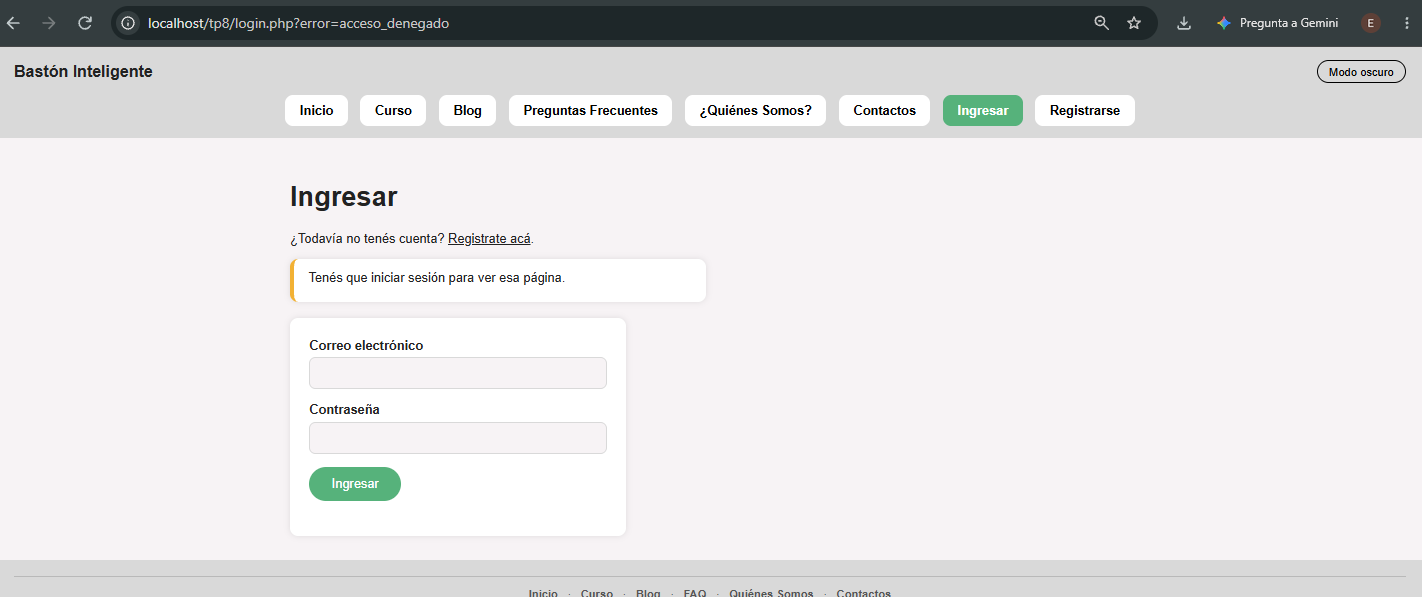 localhost/tp8/login.php?error=acceso_denegado
Pregunta a Gemini
E
Bastón Inteligente
Modo oscuro
Inicio Curso Blog Preguntas Frecuentes ¿Quiénes Somos? Contactos Ingresar Registrarse
Ingresar
¿Todavía no tenés cuenta? Registrate acá.
Tenés que iniciar sesión para ver esa página.
Correo electrónico
Contraseña
Ingresar
Inicio · Curso · Blog · FAQ · Quiénes Somos · Contactos